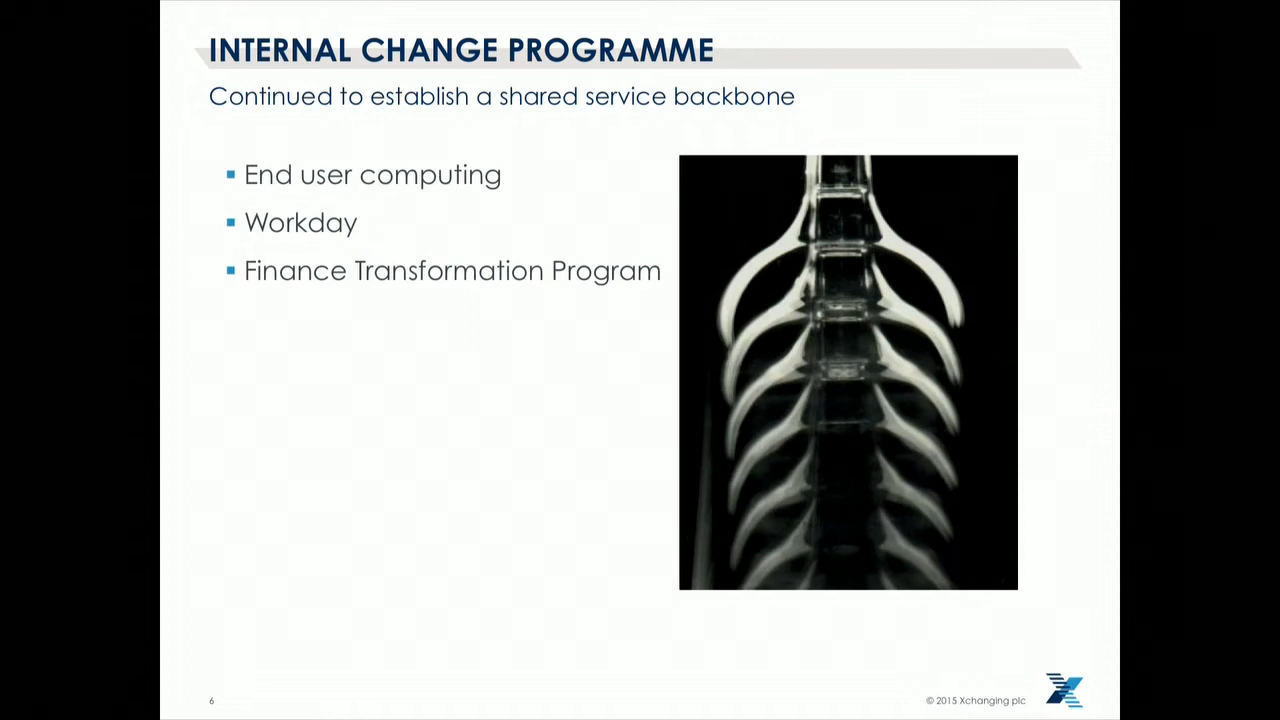 INTERNAL CHANGE PROGRAMME
Continued to establish a shared service backbone
End user computing
Workday
Finance Transformation Program
6
© 2015 Xchanging plc